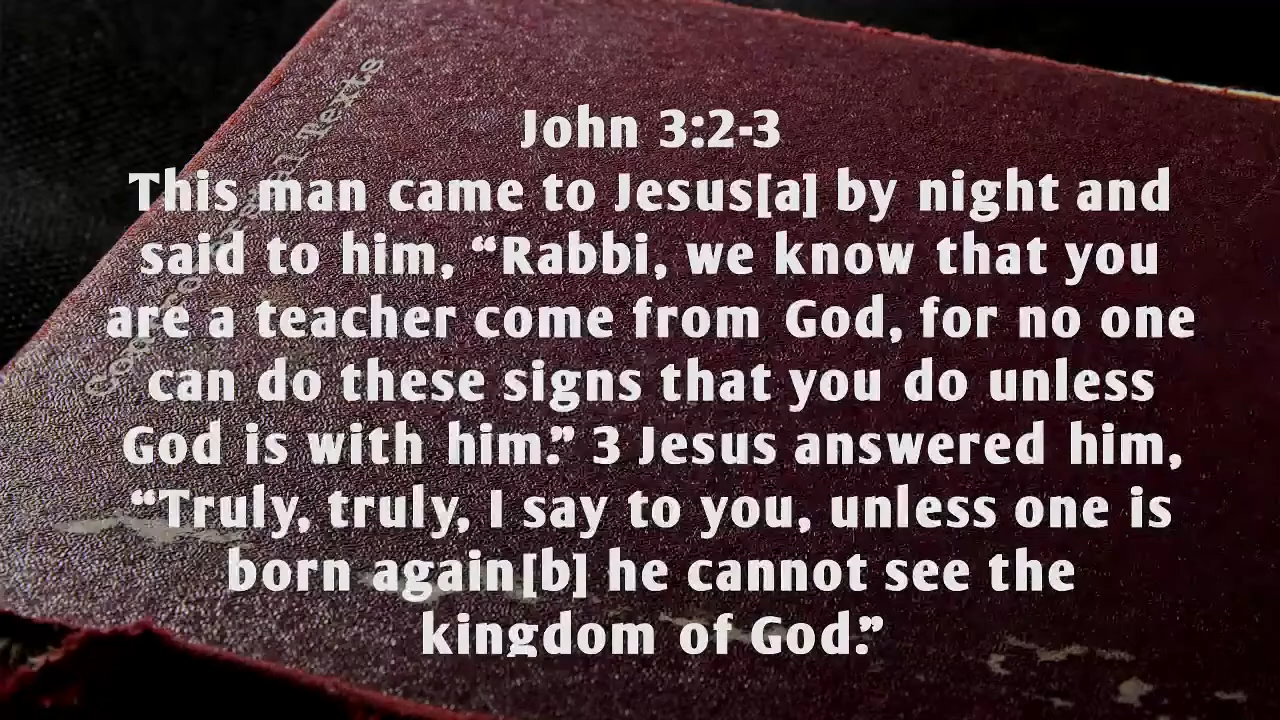 John 3:2-3
This man came to Jesus[a] by night and
said to him, “Rabbi, we know that you
are a teacher come from God, for no one
can do these signs that you do unless
God is with him.” 3 Jesus answered him,
“Truly, truly, I say to you, unless one is
born again[b] he cannot see the
kingdom of God.”
Texts